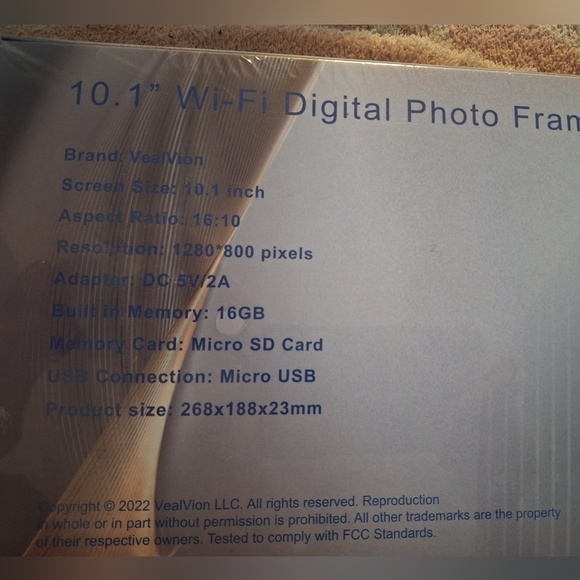 10.1" Wi-Fi Digital Photo Fram
Brand: VealVion
Screen Size: 10.1 inch
Aspect Ratio: 16:10
Resolution: 1280*800 pixels
Adapter: DC 5V/2A
Built in Memory: 16GB
Memory Card: Micro SD Card
USB Connection: Micro USB
Product size: 268x188x23mm
Copyright © 2022 VealVion LLC. All rights reserved. Reproduction
in whole or in part without permission is prohibited. All other trademarks are the property
of their respective owners. Tested to comply with FCC Standards.